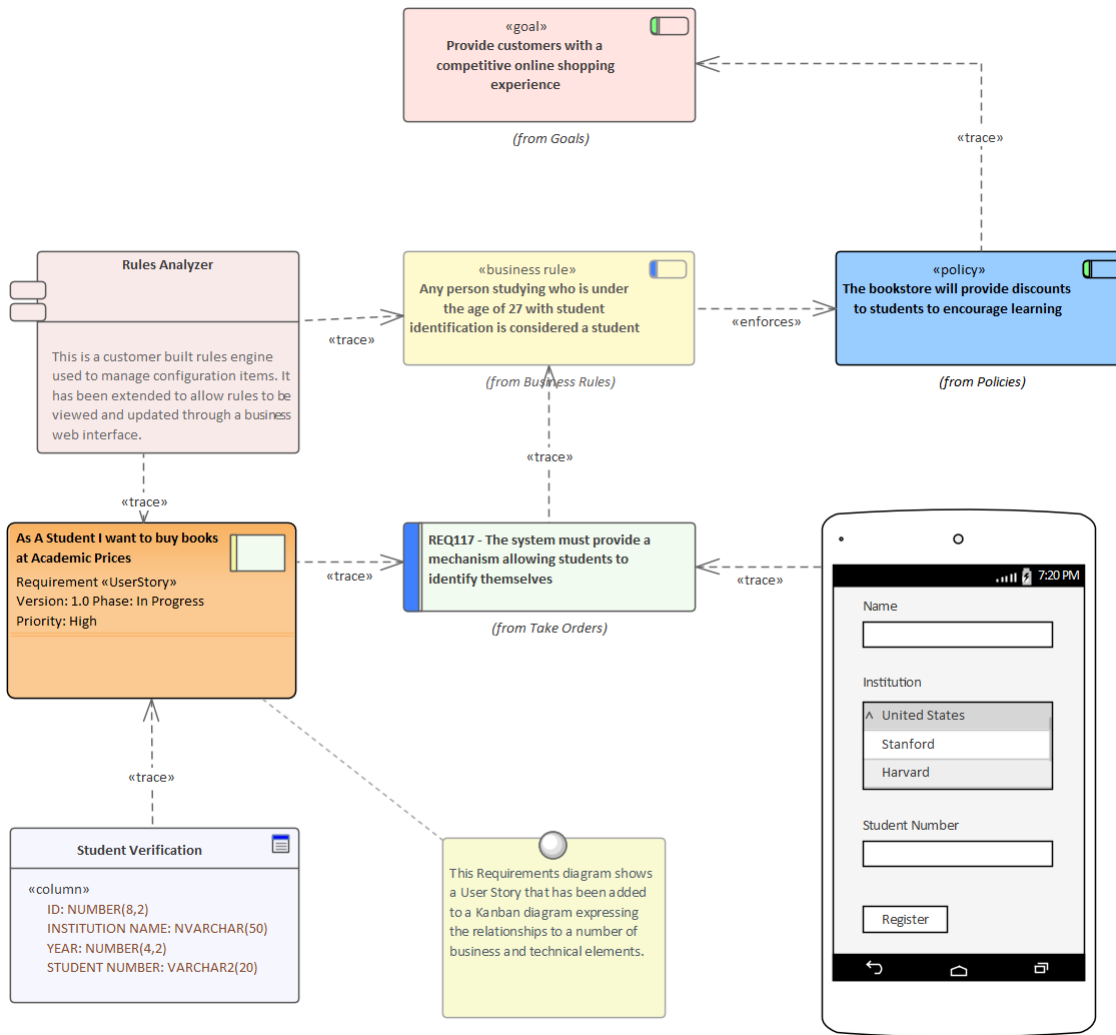 «goal»
Provide customers with a
competitive online shopping
experience
(from Goals)
«trace»
Rules Analyzer
This is a customer built rules engine
used to manage configuration items. It
has been extended to allow rules to be
viewed and updated through a business
web interface.
«trace»
«business rule»
Any person studying who is under
the age of 27 with student
identification is considered a student
(from Business Rules)
«enforces»
«policy»
The bookstore will provide discounts
to students to encourage learning
(from Policies)
«trace»
«trace»
As A Student I want to buy books
at Academic Prices
Requirement «UserStory»
Version: 1.0 Phase: In Progress
Priority: High
«trace»
REQ117 - The system must provide a
mechanism allowing students to
identify themselves
(from Take Orders)
«trace»
7:20 PM
Name
Institution
United States
Stanford
Harvard
Student Number
Register
«trace»
Student Verification
«column»
ID: NUMBER(8,2)
INSTITUTION NAME: NVARCHAR(50)
YEAR: NUMBER(4,2)
STUDENT NUMBER: VARCHAR2(20)
This Requirements diagram shows
a User Story that has been added
to a Kanban diagram expressing
the relationships to a number of
business and technical elements.